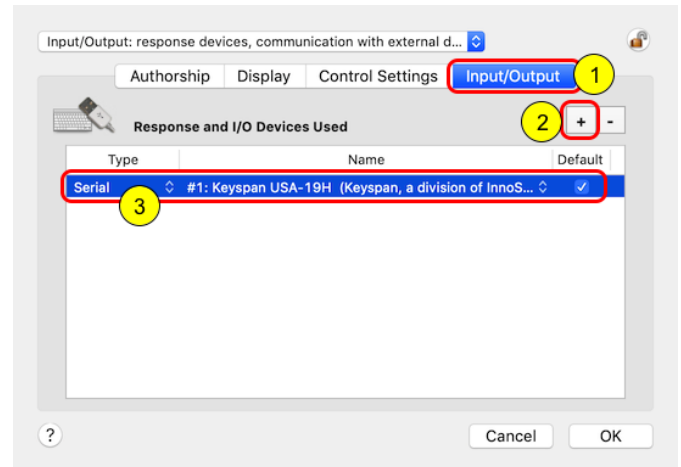 Input/Output: response devices, communication with external d...
Authorship Display Control Settings Input/Output 1
Response and I/O Devices Used 2 + -
Type Name Default
Serial #1: Keyspan USA-19H (Keyspan, a division of InnoS...
3
? Cancel OK